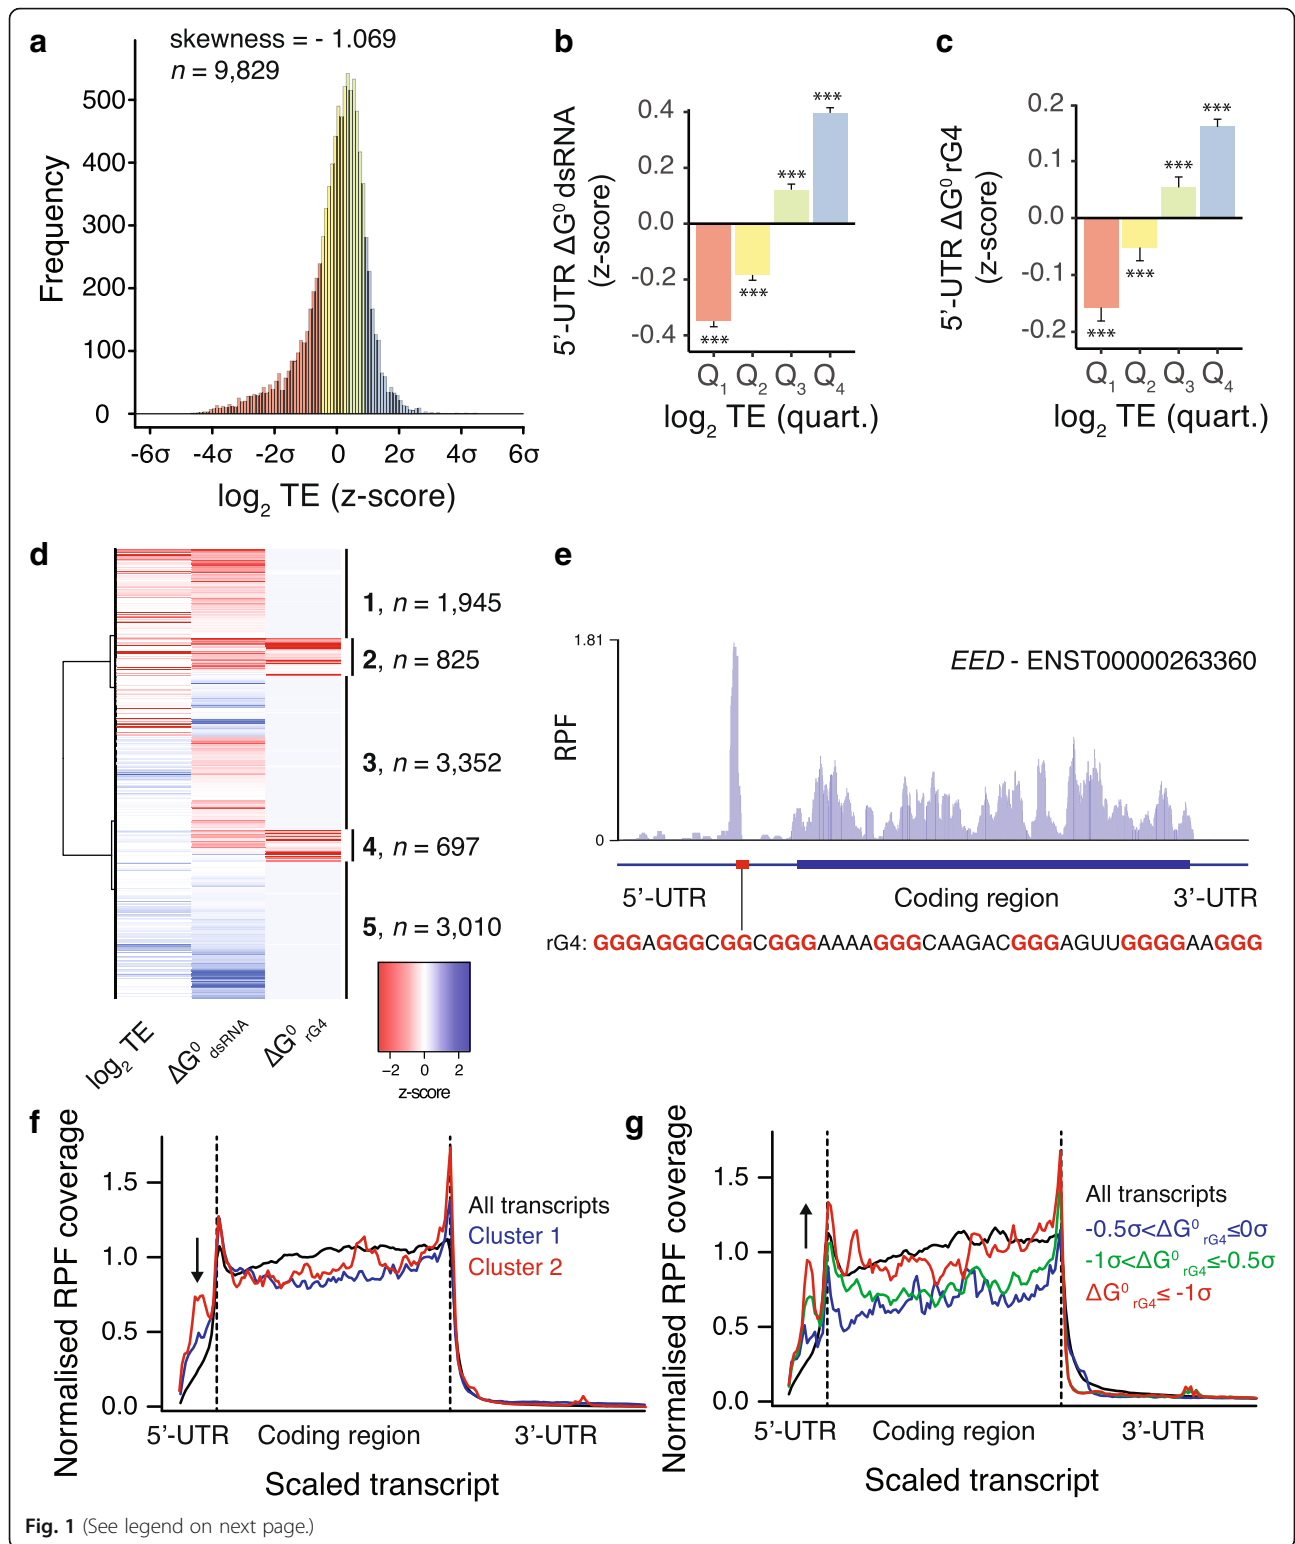 a
skewness = - 1.069
n = 9,829
Frequency
500
400
300
200
100
0
-6σ -4σ -2σ 0 2σ 4σ 6σ
log2 TE (z-score)
b
5’-UTR ΔG0 dsRNA
(z-score)
0.4
0.2
0.0
-0.2
-0.4
***
***
***
***
Q1 Q2 Q3 Q4
log2 TE (quart.)
c
5’-UTR ΔG0 rG4
(z-score)
0.2
0.1
0.0
-0.1
-0.2
***
***
***
***
Q1 Q2 Q3 Q4
log2 TE (quart.)
d
1, n = 1,945
2, n = 825
3, n = 3,352
4, n = 697
5, n = 3,010
log2 TE
ΔG0 dsRNA
ΔG0 rG4
−2 0 2
z-score
e
1.81
RPF
0
EED - ENST00000263360
5’-UTR Coding region 3’-UTR
rG4: GGGAGGGCGGCGGGAAAAGGGCAAGACGGGAGUUGGGGAAGGG
f
Normalised RPF coverage
1.5
1.0
0.5
0.0
All transcripts
Cluster 1
Cluster 2
5’-UTR Coding region 3’-UTR
Scaled transcript
g
Normalised RPF coverage
1.5
1.0
0.5
0.0
All transcripts
-0.5σ<ΔG0 rG4≤0σ
-1σ<ΔG0 rG4≤-0.5σ
ΔG0 rG4≤ -1σ
5’-UTR Coding region 3’-UTR
Scaled transcript
Fig. 1 (See legend on next page.)